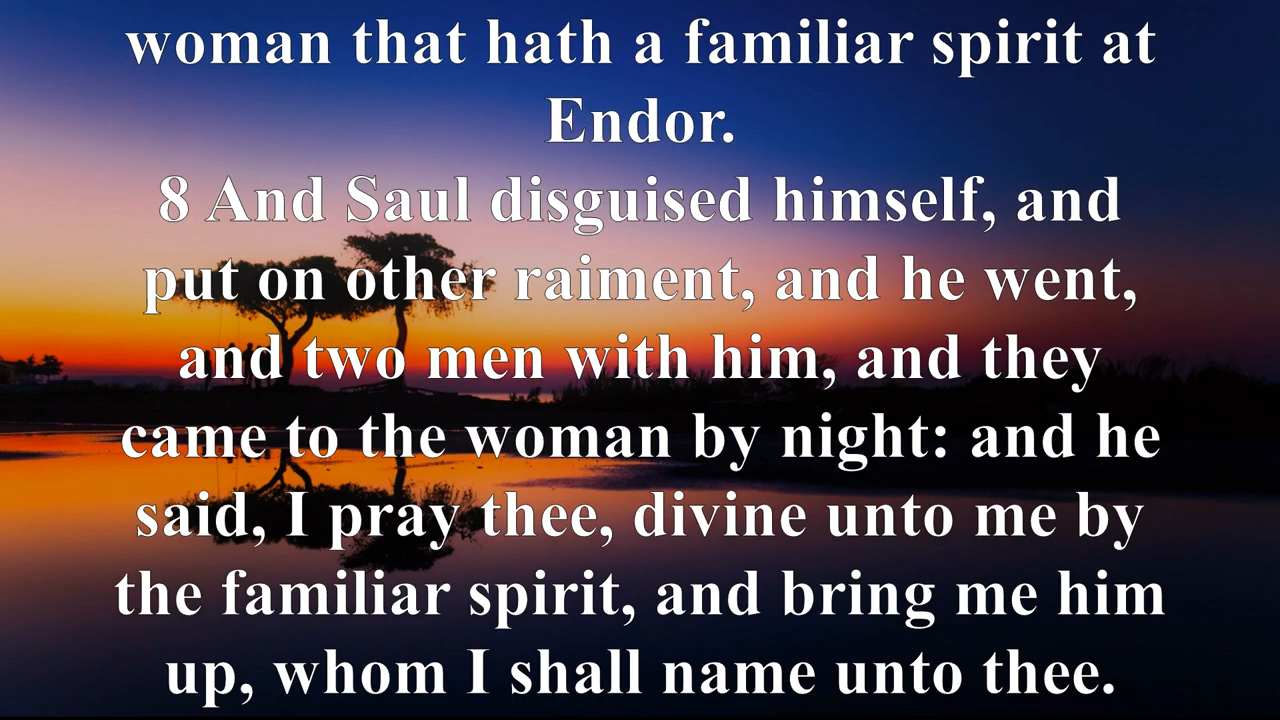 woman that hath a familiar spirit at
Endor.
8 And Saul disguised himself, and
put on other raiment, and he went,
and two men with him, and they
came to the woman by night: and he
said, I pray thee, divine unto me by
the familiar spirit, and bring me him
up, whom I shall name unto thee.